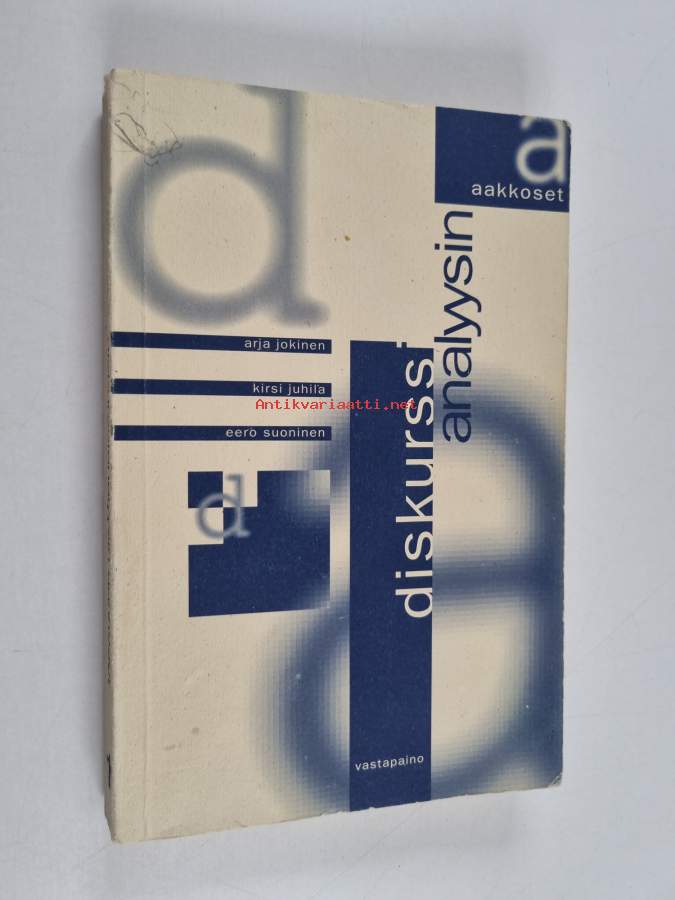 d
a
aakkoset
analyysin
diskurssi
arja jokinen
kirsi juhila
Antikvariaatti.net
eero suoninen
d
a
vastapaino